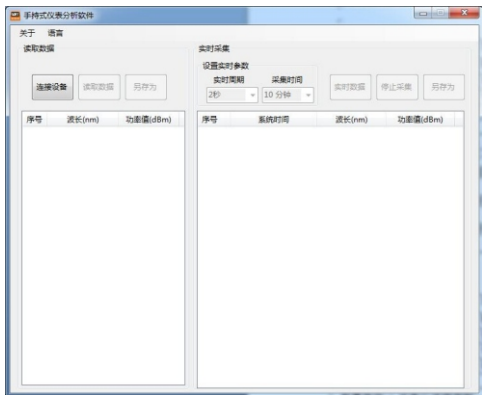 手持式仪表分析软件
关于 语言
读取数据
连接设备 读取数据 另存为
序号 波长(nm) 功率值(dBm)
实时采集
设置实时参数
实时周期 采集时间
2秒 10 分钟
实时数据 停止采集 另存为
序号 系统时间 波长(nm) 功率值(dBm)